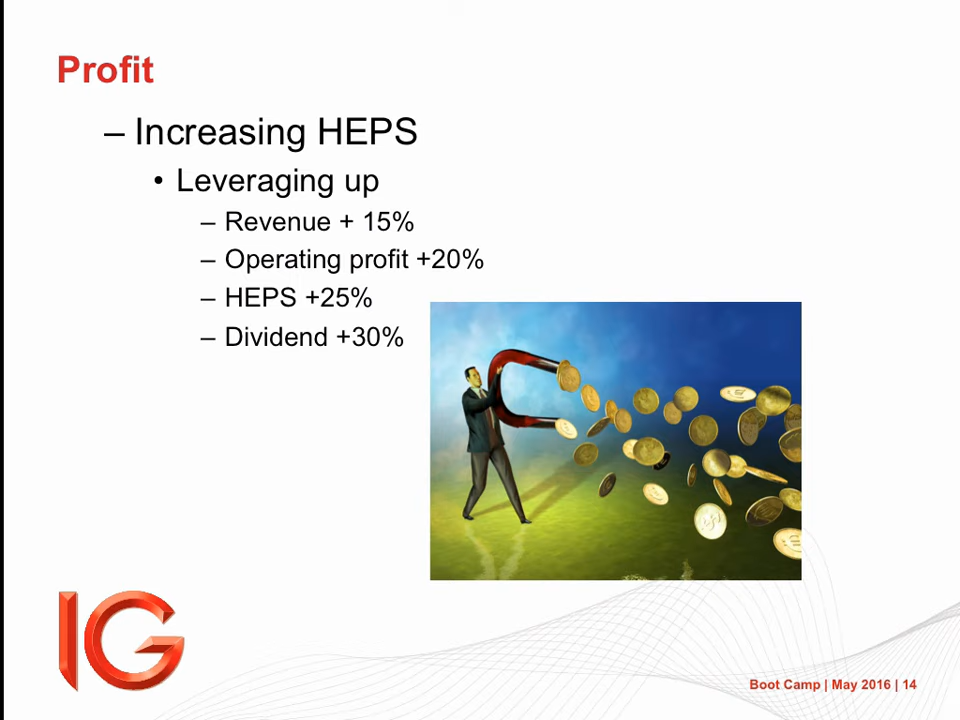 Profit
– Increasing HEPS
• Leveraging up
– Revenue + 15%
– Operating profit +20%
– HEPS +25%
– Dividend +30%
IG
Boot Camp | May 2016 | 14